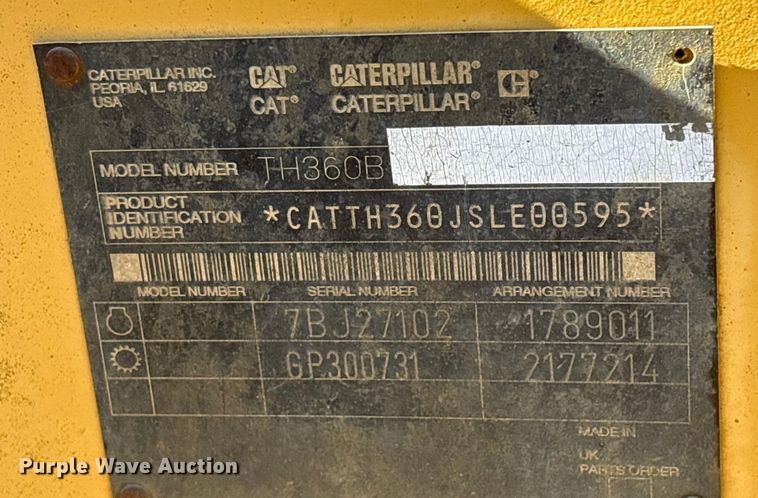 CATERPILLAR INC.
PEORIA, IL 61629
USA
CAT® CATERPILLAR® C®
CAT® CATERPILLAR®
MODEL NUMBER TH360B
PRODUCT IDENTIFICATION NUMBER *CATTH360JSLE00595*
MODEL NUMBER SERIAL NUMBER ARRANGEMENT NUMBER
7BJ27102 1789011
GP300731 2177214
MADE IN
UK
PARTS ORDER
Purple Wave Auction